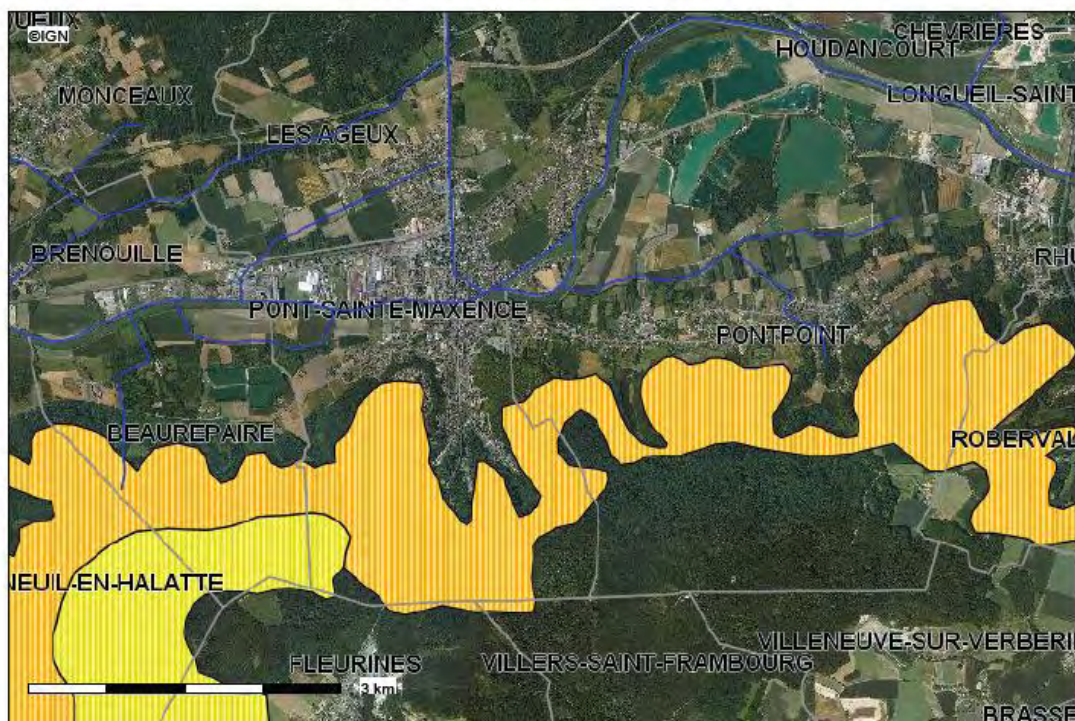 ©IGN
CHEVRIERES
HOUDANCOURT
MONCEAUX
LONGUEIL-SAINT
LES AGEUX
BRENOUILLE
RHU
PONT-SAINTE-MAXENCE
PONTPOINT
BEAUREPAIRE
ROBERVAL
NEUIL-EN-HALATTE
VILLENEUVE-SUR-VERBERIE
FLEURINES
VILLERS-SAINT-FRAMBOURG
3 km
BRASSE